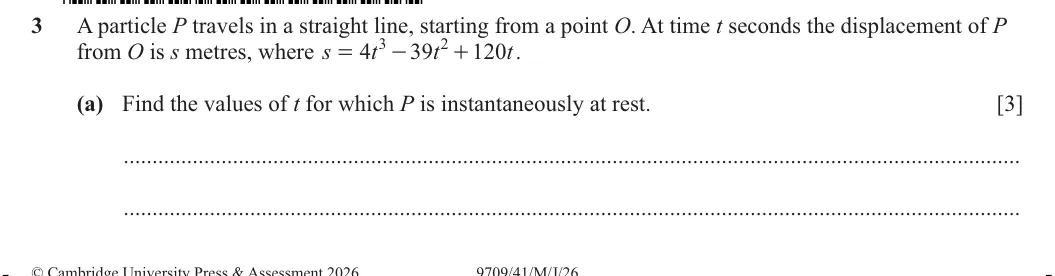 3 A particle P travels in a straight line, starting from a point O. At time t seconds the displacement of P
from O is s metres, where s = 4t³ − 39t² + 120t.
(a) Find the values of t for which P is instantaneously at rest. [3]
© Cambridge University Press & Assessment 2026 9709/41/M/J/26